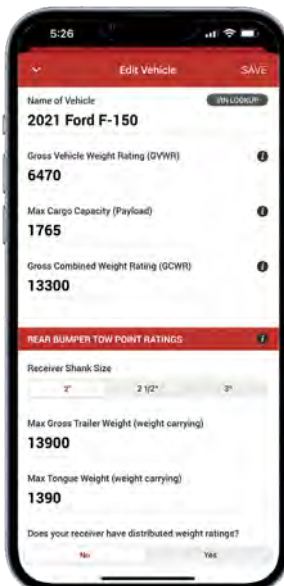 5:26
Edit Vehicle
SAVE
Name of Vehicle
VIN LOOKUP
2021 Ford F-150
Gross Vehicle Weight Rating (GVWR)
6470
Max Cargo Capacity (Payload)
1765
Gross Combined Weight Rating (GCWR)
13300
REAR BUMPER TOW POINT RATINGS
Receiver Shank Size
2" 2 1/2" 3"
Max Gross Trailer Weight (weight carrying)
13900
Max Tongue Weight (weight carrying)
1390
Does your receiver have distributed weight ratings?
No Yes